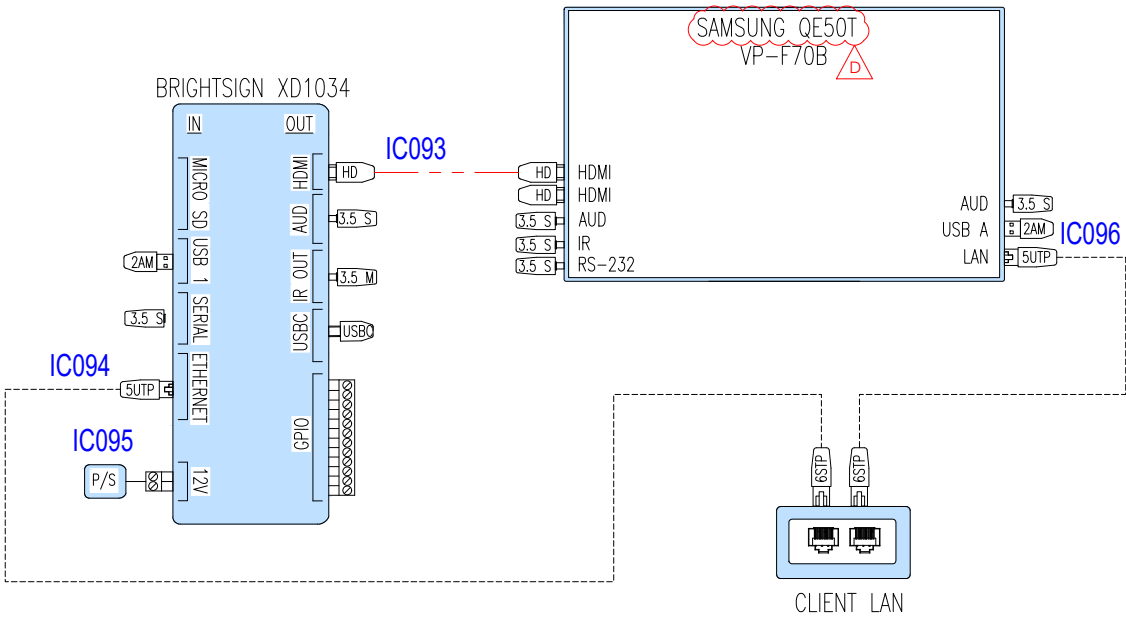 SAMSUNG QE50T
VP-F70B
D
BRIGHTSIGN XD1034
IN
OUT
MICRO SD
USB 1
SERIAL
ETHERNET
12V
HDMI
AUD
IR OUT
USBC
GPIO
2AM
3.5 S
5UTP
P/S
HD
3.5 S
3.5 M
USBC
IC093
IC094
IC095
HD
HDMI
HD
HDMI
3.5 S
AUD
3.5 S
IR
3.5 S
RS-232
AUD
3.5 S
USB A
2AM
LAN
5UTP
IC096
6STP
6STP
CLIENT LAN